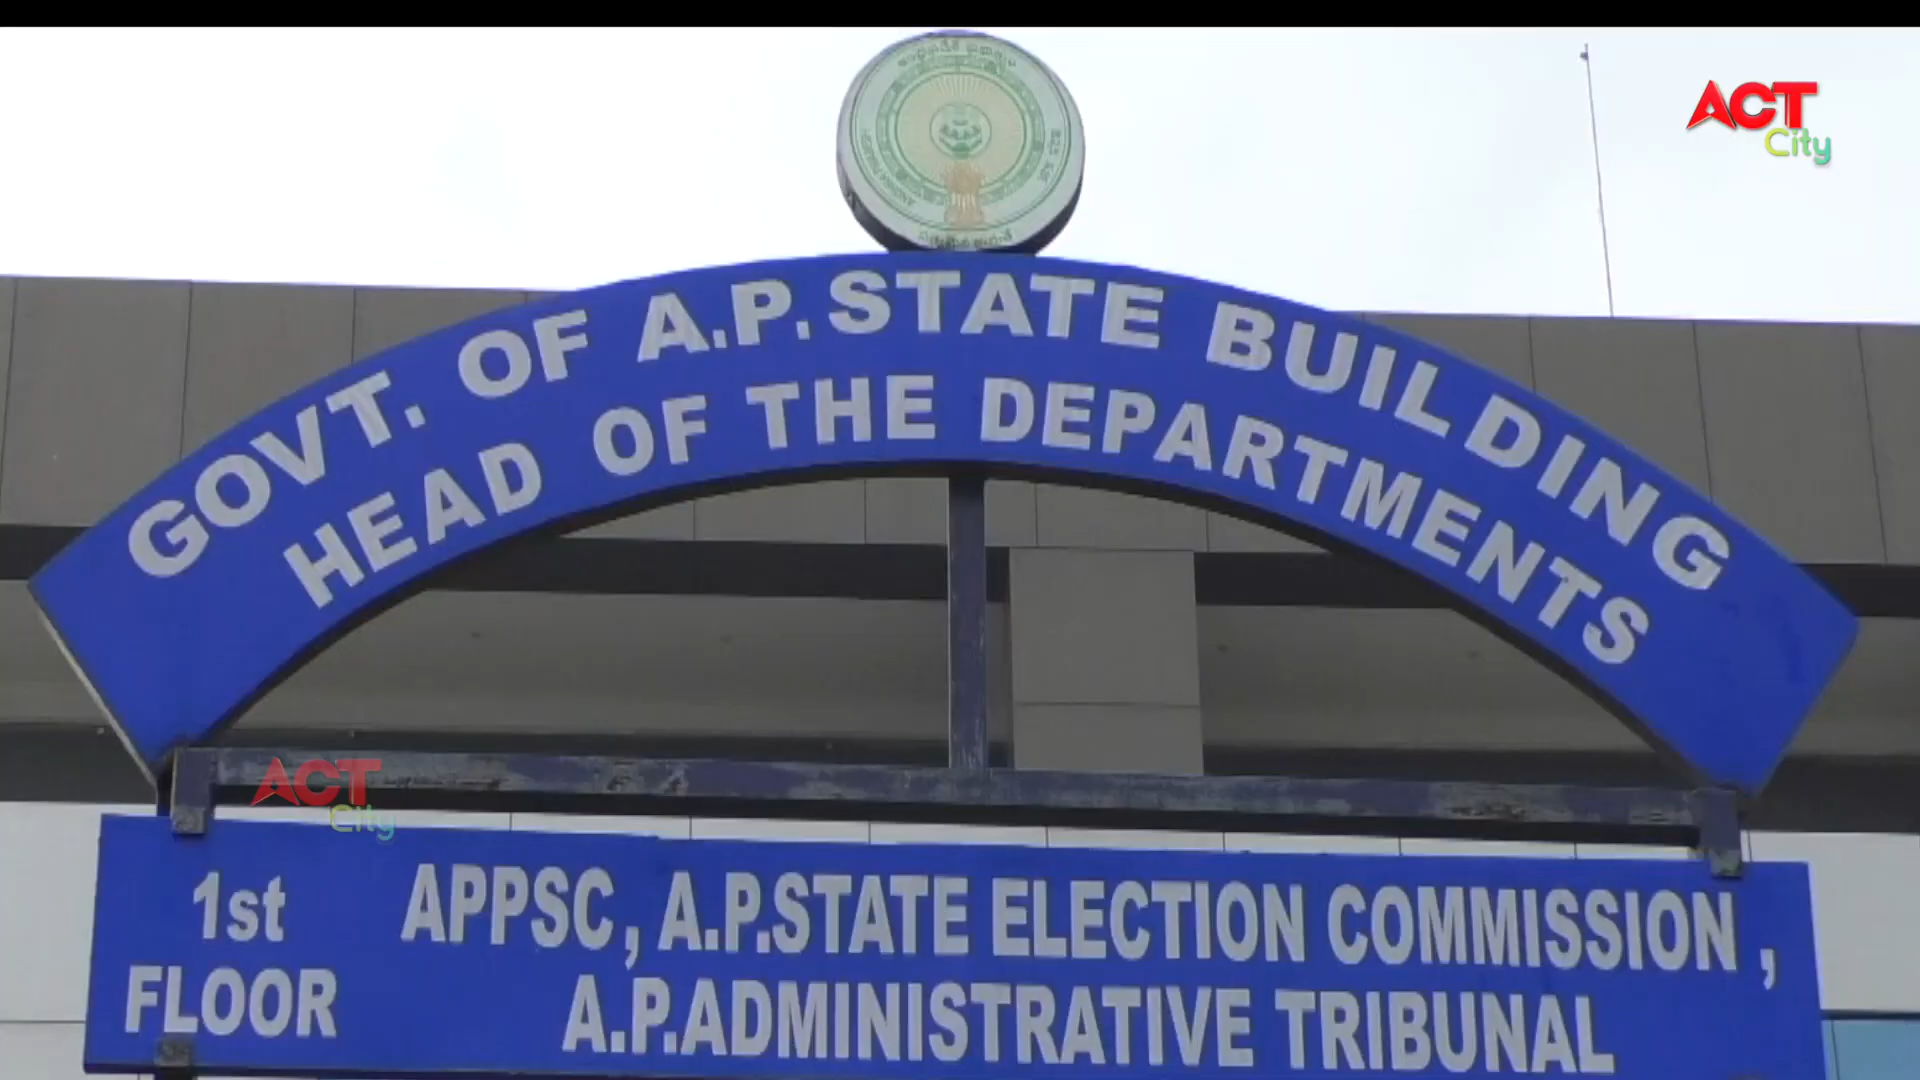 ACT
City
GOVT. OF A.P. STATE BUILDING
HEAD OF THE DEPARTMENTS
ACT
City
1st
FLOOR
APPSC, A.P.STATE ELECTION COMMISSION ,
A.P.ADMINISTRATIVE TRIBUNAL